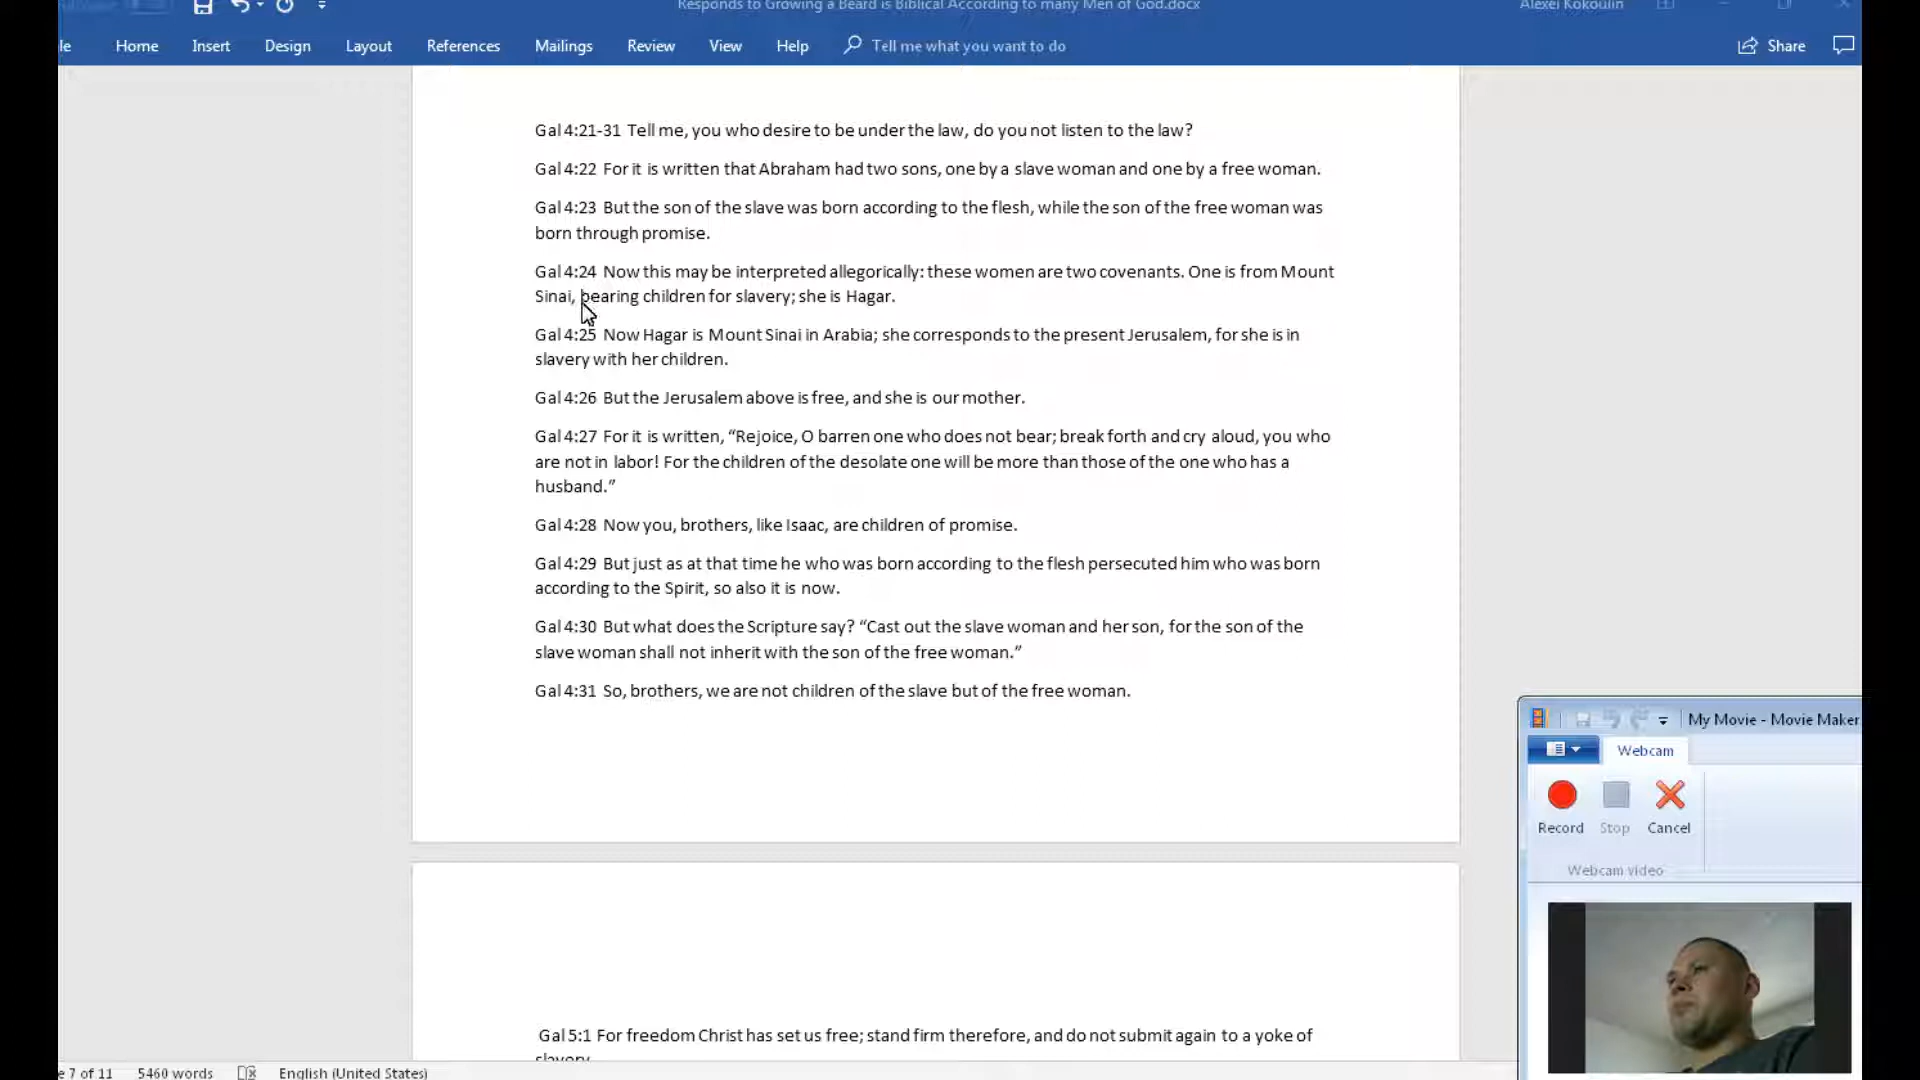 Responds to Growing a Beard is Biblical According to many Men of God.docx
Alexei Kokoulin
le Home Insert Design Layout References Mailings Review View Help Tell me what you want to do Share
Gal 4:21-31 Tell me, you who desire to be under the law, do you not listen to the law?
Gal 4:22 For it is written that Abraham had two sons, one by a slave woman and one by a free woman.
Gal 4:23 But the son of the slave was born according to the flesh, while the son of the free woman was
born through promise.
Gal 4:24 Now this may be interpreted allegorically: these women are two covenants. One is from Mount
Sinai, bearing children for slavery; she is Hagar.
Gal 4:25 Now Hagar is Mount Sinai in Arabia; she corresponds to the present Jerusalem, for she is in
slavery with her children.
Gal 4:26 But the Jerusalem above is free, and she is our mother.
Gal 4:27 For it is written, “Rejoice, O barren one who does not bear; break forth and cry aloud, you who
are not in labor! For the children of the desolate one will be more than those of the one who has a
husband.”
Gal 4:28 Now you, brothers, like Isaac, are children of promise.
Gal 4:29 But just as at that time he who was born according to the flesh persecuted him who was born
according to the Spirit, so also it is now.
Gal 4:30 But what does the Scripture say? “Cast out the slave woman and her son, for the son of the
slave woman shall not inherit with the son of the free woman.”
Gal 4:31 So, brothers, we are not children of the slave but of the free woman.
My Movie - Movie Maker
Webcam
Record Stop Cancel
Webcam video
Gal 5:1 For freedom Christ has set us free; stand firm therefore, and do not submit again to a yoke of
slavery
e 7 of 11 5460 words English (United States)